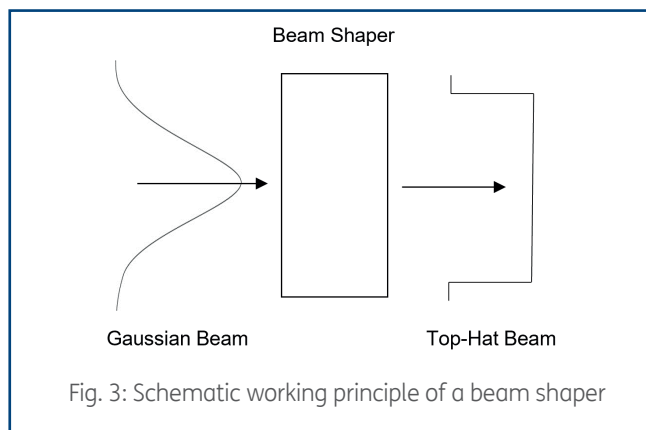 Beam Shaper
Gaussian Beam
Top-Hat Beam
Fig. 3: Schematic working principle of a beam shaper